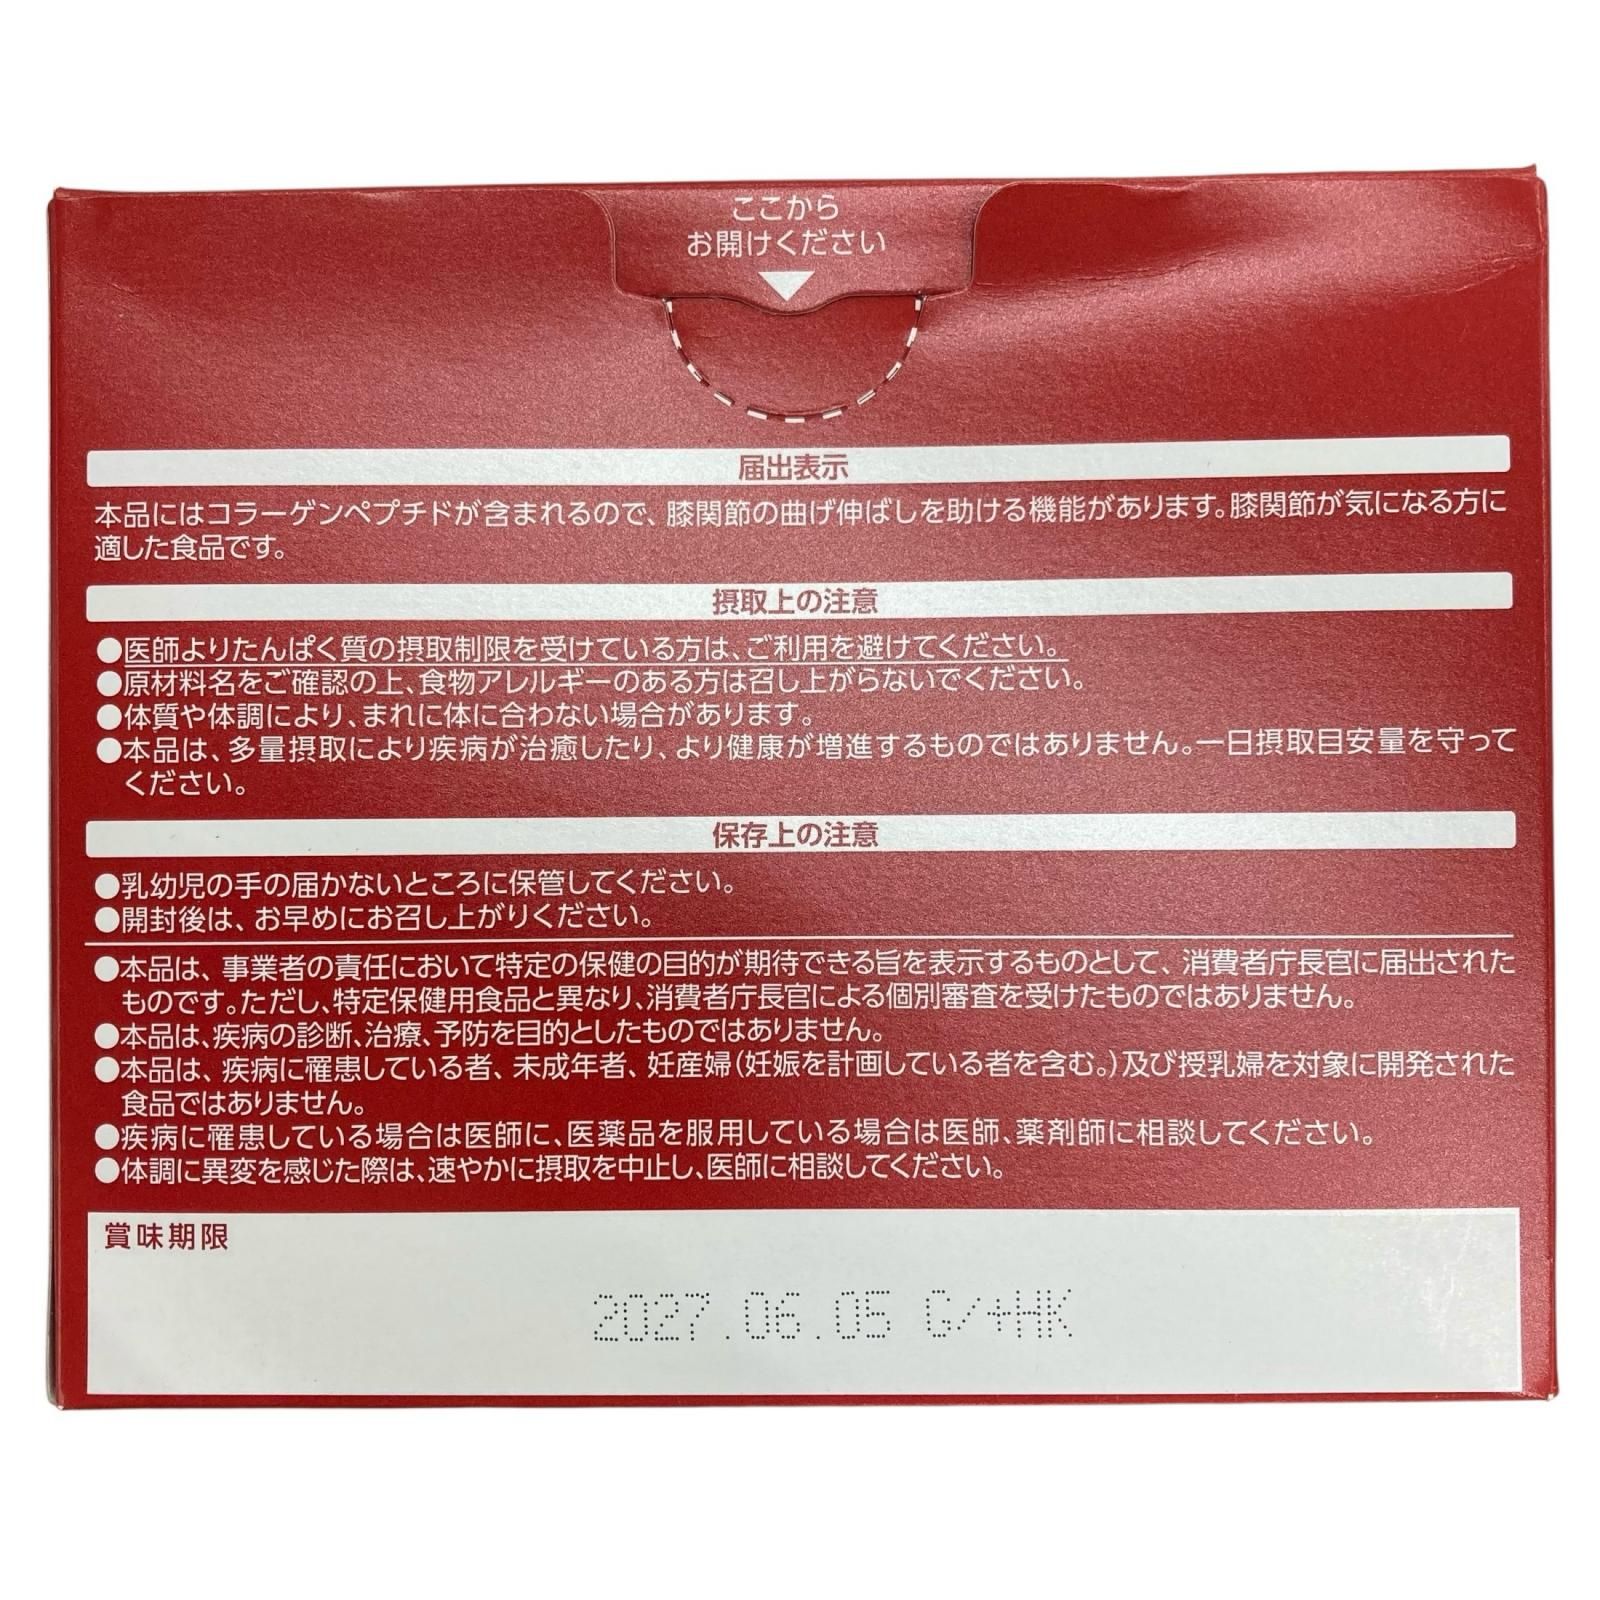 ここから
お開けください
届出表示
本品にはコラーゲンペプチドが含まれるので、膝関節の曲げ伸ばしを助ける機能があります。膝関節が気になる方に
適した食品です。
摂取上の注意
●医師よりたんぱく質の摂取制限を受けている方は、ご利用を避けてください。
●原材料名をご確認の上、食物アレルギーのある方は召し上がらないでください。
●体質や体調により、まれに体に合わない場合があります。
●本品は、多量摂取により疾病が治癒したり、より健康が増進するものではありません。一日摂取目安量を守って
ください。
保存上の注意
●乳幼児の手の届かないところに保管してください。
●開封後は、お早めにお召し上がりください。
●本品は、事業者の責任において特定の保健の目的が期待できる旨を表示するものとして、消費者庁長官に届出された
ものです。ただし、特定保健用食品と異なり、消費者庁長官による個別審査を受けたものではありません。
●本品は、疾病の診断、治療、予防を目的としたものではありません。
●本品は、疾病に罹患している者、未成年者、妊産婦(妊娠を計画している者を含む。)及び授乳婦を対象に開発された
食品ではありません。
●疾病に罹患している場合は医師に、医薬品を服用している場合は医師、薬剤師に相談してください。
●体調に異変を感じた際は、速やかに摂取を中止し、医師に相談してください。
賞味期限
2027.06.05 G/+HK